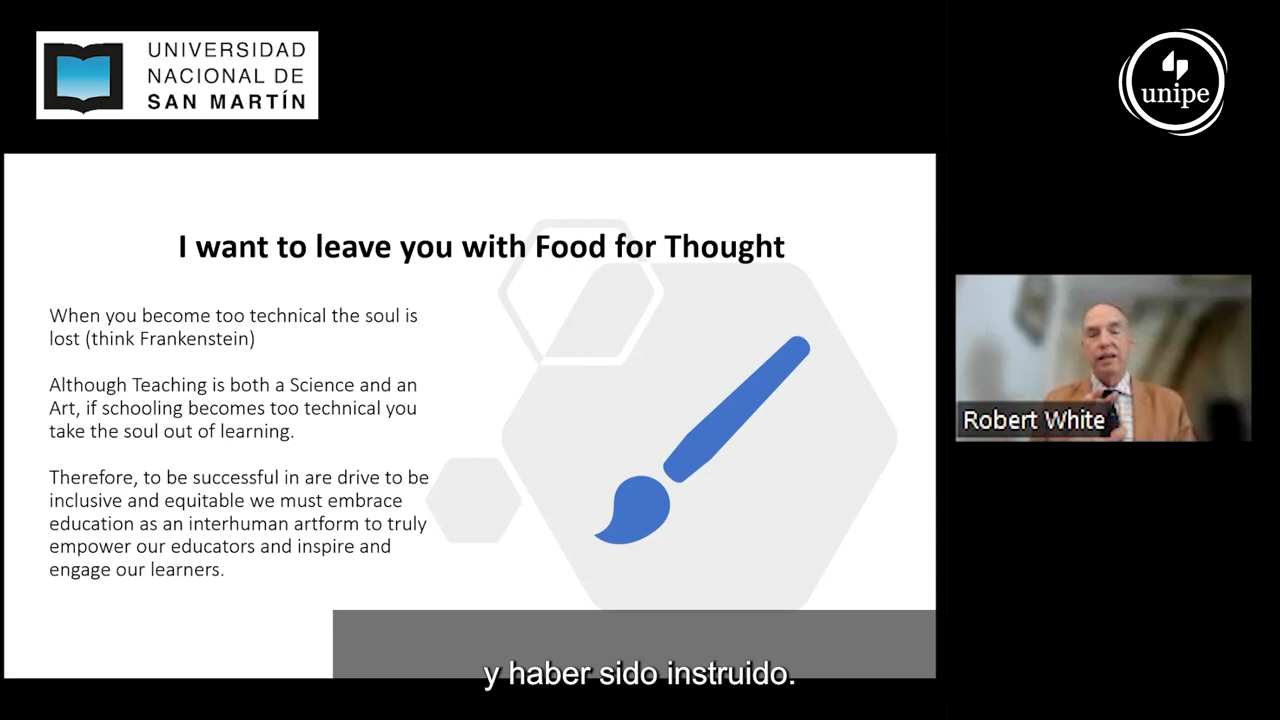 UNIVERSIDAD
NACIONAL DE
SAN MARTÍN
unipe
I want to leave you with Food for Thought
When you become too technical the soul is
lost (think Frankenstein)
Although Teaching is both a Science and an
Art, if schooling becomes too technical you
take the soul out of learning.
Therefore, to be successful in are drive to be
inclusive and equitable we must embrace
education as an interhuman artform to truly
empower our educators and inspire and
engage our learners.
Robert White
y haber sido instruido.